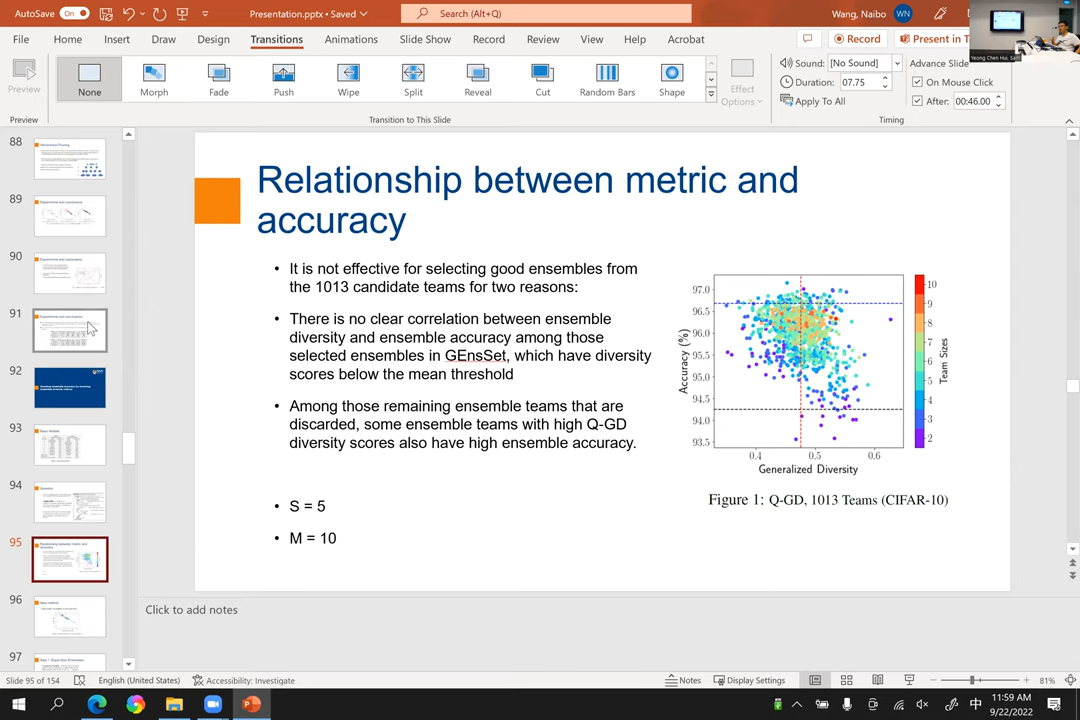 AutoSave On
Presentation.pptx • Saved
Search (Alt+Q)
Wang, Naibo
WN
File Home Insert Draw Design Transitions Animations Slide Show Record Review View Help Acrobat
Record
Present in T
Preview
None
Morph
Fade
Push
Wipe
Split
Reveal
Cut
Random Bars
Shape
Effect
Options
Sound: [No Sound]
Duration: 07.75
Apply To All
Advance Slide
On Mouse Click
After: 00:46.00
Preview
Transition to This Slide
Timing
88
89
90
91
92
93
94
95
96
97
Relationship between metric and
accuracy
• It is not effective for selecting good ensembles from
the 1013 candidate teams for two reasons:
• There is no clear correlation between ensemble
diversity and ensemble accuracy among those
selected ensembles in GEnsSet, which have diversity
scores below the mean threshold
• Among those remaining ensemble teams that are
discarded, some ensemble teams with high Q-GD
diversity scores also have high ensemble accuracy.
• S = 5
• M = 10
Accuracy (%)
97.0
96.5
96.0
95.5
95.0
94.5
94.0
93.5
0.4 0.5 0.6
Generalized Diversity
10
9
8
7
6
5
4
3
2
Team Sizes
Figure 1: Q-GD, 1013 Teams (CIFAR-10)
Click to add notes
Slide 95 of 154
English (United States)
Accessibility: Investigate
Notes
Display Settings
81%
中
11:59 AM
9/22/2022